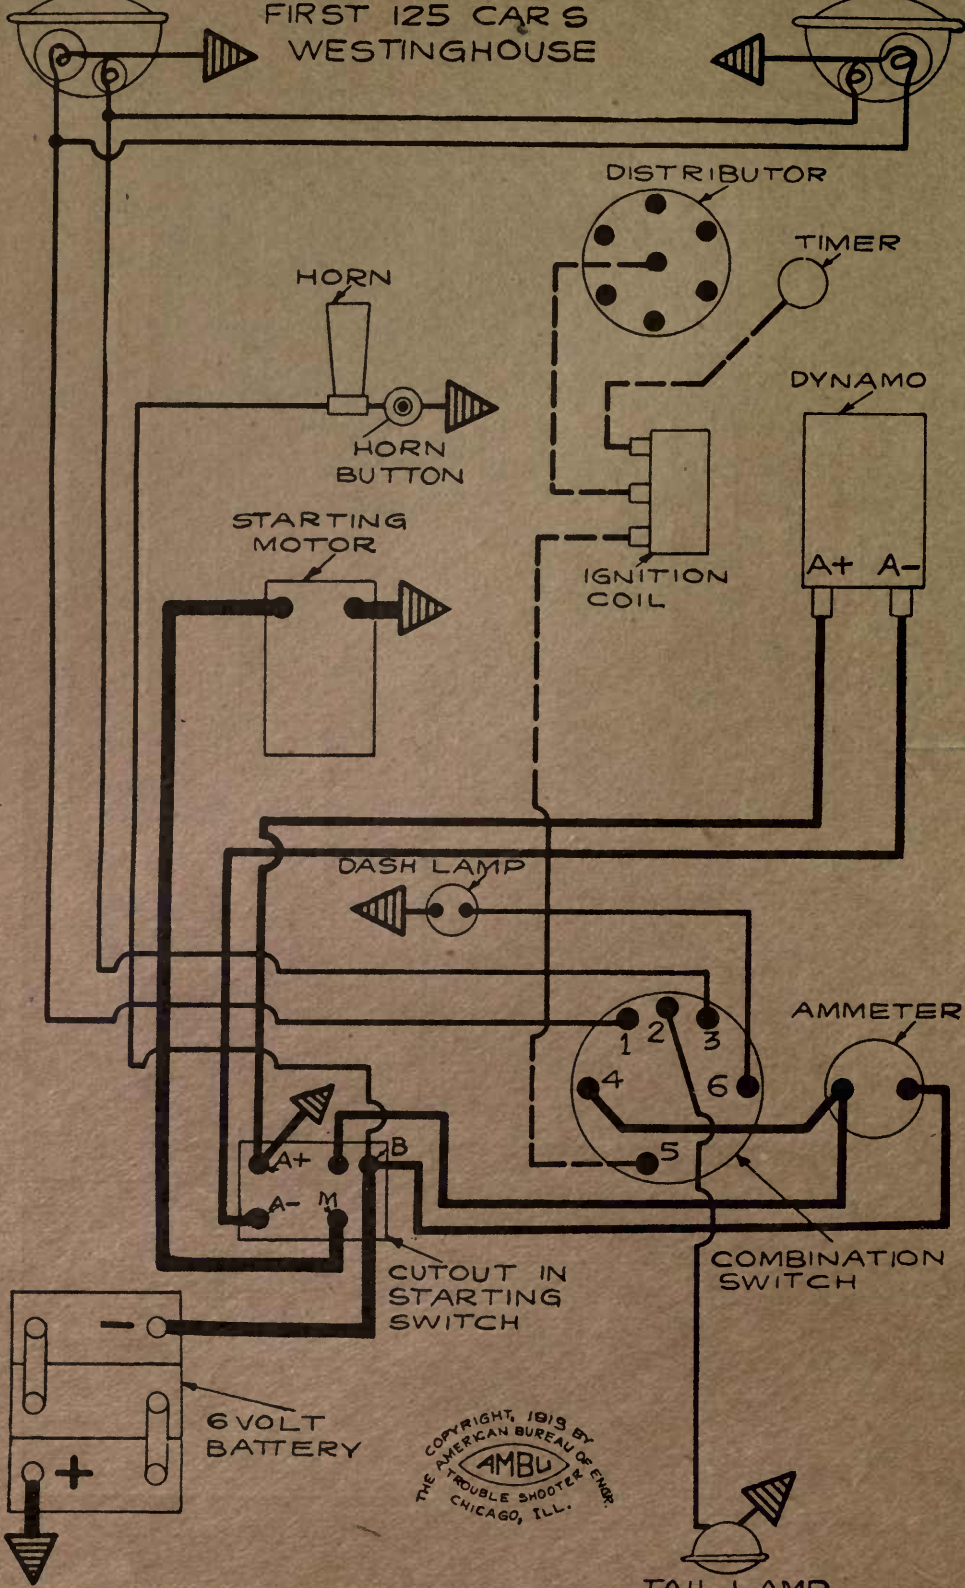 FIRST 125 CARS
WESTINGHOUSE
DISTRIBUTOR
TIMER
HORN
DYNAMO
HORN
BUTTON
STARTING
MOTOR
A+ A-
IGNITION
COIL
DASH LAMP
AMMETER
1 2 3
4 6
5
A+ B
A- M
COMBINATION
SWITCH
CUTOUT IN
STARTING
SWITCH
-
6 VOLT
BATTERY
+
COPYRIGHT, 1919 BY
THE AMERICAN BUREAU OF ENGR.
AMBU
TROUBLE SHOOTER
CHICAGO, ILL.
TAIL LAMP